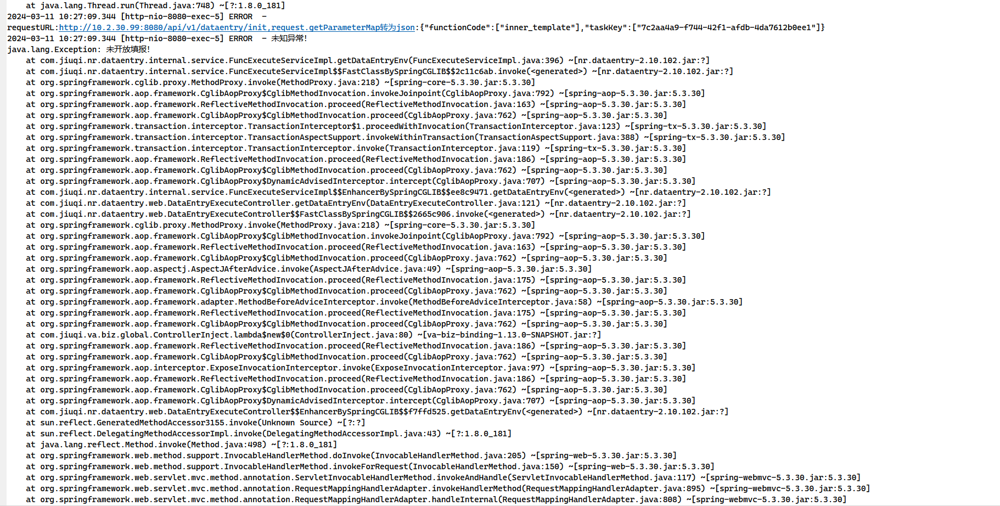 at java.lang.Thread.run(Thread.java:748) ~[?:1.8.0_181]
2024-03-11 10:27:09.344 [http-nio-8080-exec-5] ERROR  -
requestURL:http://10.2.30.99:8080/api/v1/dataentry/init,request.getParameterMap转为json:{"functionCode":["inner_template"],"taskKey":["7c2aa4a9-f744-42f1-afdb-4da7612b0ee1"]}
2024-03-11 10:27:09.344 [http-nio-8080-exec-5] ERROR  - 未知异常!
java.lang.Exception: 未开放填报!
at com.jiuqi.nr.dataentry.internal.service.FuncExecuteServiceImpl.getDataEntryEnv(FuncExecuteServiceImpl.java:396) ~[nr.dataentry-2.10.102.jar:?]
at com.jiuqi.nr.dataentry.internal.service.FuncExecuteServiceImpl$$FastClassBySpringCGLIB$$2c11c6ab.invoke(<generated>) ~[nr.dataentry-2.10.102.jar:?]
at org.springframework.cglib.proxy.MethodProxy.invoke(MethodProxy.java:218) ~[spring-core-5.3.30.jar:5.3.30]
at org.springframework.aop.framework.CglibAopProxy$CglibMethodInvocation.invokeJoinpoint(CglibAopProxy.java:792) ~[spring-aop-5.3.30.jar:5.3.30]
at org.springframework.aop.framework.ReflectiveMethodInvocation.proceed(ReflectiveMethodInvocation.java:163) ~[spring-aop-5.3.30.jar:5.3.30]
at org.springframework.aop.framework.CglibAopProxy$CglibMethodInvocation.proceed(CglibAopProxy.java:762) ~[spring-aop-5.3.30.jar:5.3.30]
at org.springframework.transaction.interceptor.TransactionInterceptor$1.proceedWithInvocation(TransactionInterceptor.java:123) ~[spring-tx-5.3.30.jar:5.3.30]
at org.springframework.transaction.interceptor.TransactionAspectSupport.invokeWithinTransaction(TransactionAspectSupport.java:388) ~[spring-tx-5.3.30.jar:5.3.30]
at org.springframework.transaction.interceptor.TransactionInterceptor.invoke(TransactionInterceptor.java:119) ~[spring-tx-5.3.30.jar:5.3.30]
at org.springframework.aop.framework.ReflectiveMethodInvocation.proceed(ReflectiveMethodInvocation.java:186) ~[spring-aop-5.3.30.jar:5.3.30]
at org.springframework.aop.framework.CglibAopProxy$CglibMethodInvocation.proceed(CglibAopProxy.java:762) ~[spring-aop-5.3.30.jar:5.3.30]
at org.springframework.aop.framework.CglibAopProxy$DynamicAdvisedInterceptor.intercept(CglibAopProxy.java:707) ~[spring-aop-5.3.30.jar:5.3.30]
at com.jiuqi.nr.dataentry.internal.service.FuncExecuteServiceImpl$$EnhancerBySpringCGLIB$$ee8c9471.getDataEntryEnv(<generated>) ~[nr.dataentry-2.10.102.jar:?]
at com.jiuqi.nr.dataentry.web.DataEntryExecuteController.getDataEntryEnv(DataEntryExecuteController.java:121) ~[nr.dataentry-2.10.102.jar:?]
at com.jiuqi.nr.dataentry.web.DataEntryExecuteController$$FastClassBySpringCGLIB$$2665c906.invoke(<generated>) ~[nr.dataentry-2.10.102.jar:?]
at org.springframework.cglib.proxy.MethodProxy.invoke(MethodProxy.java:218) ~[spring-core-5.3.30.jar:5.3.30]
at org.springframework.aop.framework.CglibAopProxy$CglibMethodInvocation.invokeJoinpoint(CglibAopProxy.java:792) ~[spring-aop-5.3.30.jar:5.3.30]
at org.springframework.aop.framework.ReflectiveMethodInvocation.proceed(ReflectiveMethodInvocation.java:163) ~[spring-aop-5.3.30.jar:5.3.30]
at org.springframework.aop.framework.CglibAopProxy$CglibMethodInvocation.proceed(CglibAopProxy.java:762) ~[spring-aop-5.3.30.jar:5.3.30]
at org.springframework.aop.aspectj.AspectJAfterAdvice.invoke(AspectJAfterAdvice.java:49) ~[spring-aop-5.3.30.jar:5.3.30]
at org.springframework.aop.framework.ReflectiveMethodInvocation.proceed(ReflectiveMethodInvocation.java:175) ~[spring-aop-5.3.30.jar:5.3.30]
at org.springframework.aop.framework.CglibAopProxy$CglibMethodInvocation.proceed(CglibAopProxy.java:762) ~[spring-aop-5.3.30.jar:5.3.30]
at org.springframework.aop.framework.adapter.MethodBeforeAdviceInterceptor.invoke(MethodBeforeAdviceInterceptor.java:58) ~[spring-aop-5.3.30.jar:5.3.30]
at org.springframework.aop.framework.ReflectiveMethodInvocation.proceed(ReflectiveMethodInvocation.java:175) ~[spring-aop-5.3.30.jar:5.3.30]
at org.springframework.aop.framework.CglibAopProxy$CglibMethodInvocation.proceed(CglibAopProxy.java:762) ~[spring-aop-5.3.30.jar:5.3.30]
at com.jiuqi.va.biz.global.ControllerInject.lambda$new$0(ControllerInject.java:80) ~[va-biz-binding-1.13.0-SNAPSHOT.jar:?]
at org.springframework.aop.framework.ReflectiveMethodInvocation.proceed(ReflectiveMethodInvocation.java:186) ~[spring-aop-5.3.30.jar:5.3.30]
at org.springframework.aop.framework.CglibAopProxy$CglibMethodInvocation.proceed(CglibAopProxy.java:762) ~[spring-aop-5.3.30.jar:5.3.30]
at org.springframework.aop.interceptor.ExposeInvocationInterceptor.invoke(ExposeInvocationInterceptor.java:97) ~[spring-aop-5.3.30.jar:5.3.30]
at org.springframework.aop.framework.ReflectiveMethodInvocation.proceed(ReflectiveMethodInvocation.java:186) ~[spring-aop-5.3.30.jar:5.3.30]
at org.springframework.aop.framework.CglibAopProxy$CglibMethodInvocation.proceed(CglibAopProxy.java:762) ~[spring-aop-5.3.30.jar:5.3.30]
at org.springframework.aop.framework.CglibAopProxy$DynamicAdvisedInterceptor.intercept(CglibAopProxy.java:707) ~[spring-aop-5.3.30.jar:5.3.30]
at com.jiuqi.nr.dataentry.web.DataEntryExecuteController$$EnhancerBySpringCGLIB$$f7ffd525.getDataEntryEnv(<generated>) ~[nr.dataentry-2.10.102.jar:?]
at sun.reflect.GeneratedMethodAccessor3155.invoke(Unknown Source) ~[?:?]
at sun.reflect.DelegatingMethodAccessorImpl.invoke(DelegatingMethodAccessorImpl.java:43) ~[?:1.8.0_181]
at java.lang.reflect.Method.invoke(Method.java:498) ~[?:1.8.0_181]
at org.springframework.web.method.support.InvocableHandlerMethod.doInvoke(InvocableHandlerMethod.java:205) ~[spring-web-5.3.30.jar:5.3.30]
at org.springframework.web.method.support.InvocableHandlerMethod.invokeForRequest(InvocableHandlerMethod.java:150) ~[spring-web-5.3.30.jar:5.3.30]
at org.springframework.web.servlet.mvc.method.annotation.ServletInvocableHandlerMethod.invokeAndHandle(ServletInvocableHandlerMethod.java:117) ~[spring-webmvc-5.3.30.jar:5.3.30]
at org.springframework.web.servlet.mvc.method.annotation.RequestMappingHandlerAdapter.invokeHandlerMethod(RequestMappingHandlerAdapter.java:895) ~[spring-webmvc-5.3.30.jar:5.3.30]
at org.springframework.web.servlet.mvc.method.annotation.RequestMappingHandlerAdapter.handleInternal(RequestMappingHandlerAdapter.java:808) ~[spring-webmvc-5.3.30.jar:5.3.30]